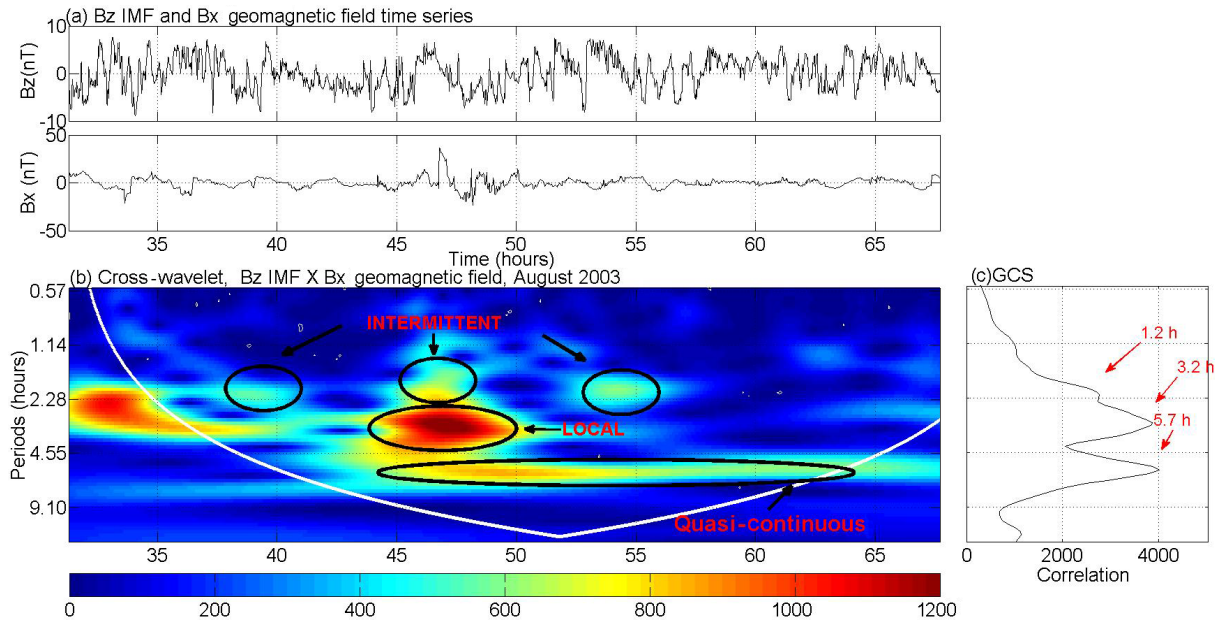 (a) Bz IMF and Bx geomagnetic field time series
Bz(nT)
10
0
-10
Bx (nT)
50
0
-50
35 40 45 50 55 60 65
Time (hours)
(b) Cross-wavelet, Bz IMF X Bx geomagnetic field, August 2003
Periods (hours)
0.57
1.14
2.28
4.55
9.10
INTERMITTENT
LOCAL
Quasi-continuous
35 40 45 50 55 60 65
0 200 400 600 800 1000 1200
(c)GCS
1.2 h
3.2 h
5.7 h
0 2000 4000
Correlation